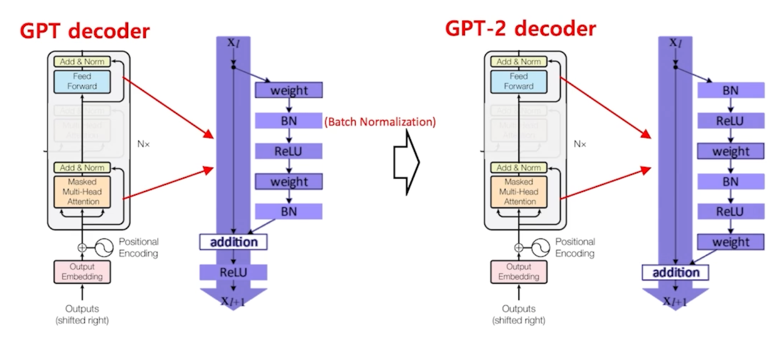 GPT decoder
Add & Norm
Feed
Forward
N×
Add & Norm
Masked
Multi-Head
Attention
Positional
Encoding
Output
Embedding
Outputs
(shifted right)
x_l
weight
BN
(Batch Normalization)
ReLU
weight
BN
addition
ReLU
x_{l+1}
GPT-2 decoder
Add & Norm
Feed
Forward
N×
Add & Norm
Masked
Multi-Head
Attention
Positional
Encoding
Output
Embedding
Outputs
(shifted right)
x_l
BN
ReLU
weight
BN
ReLU
weight
addition
x_{l+1}